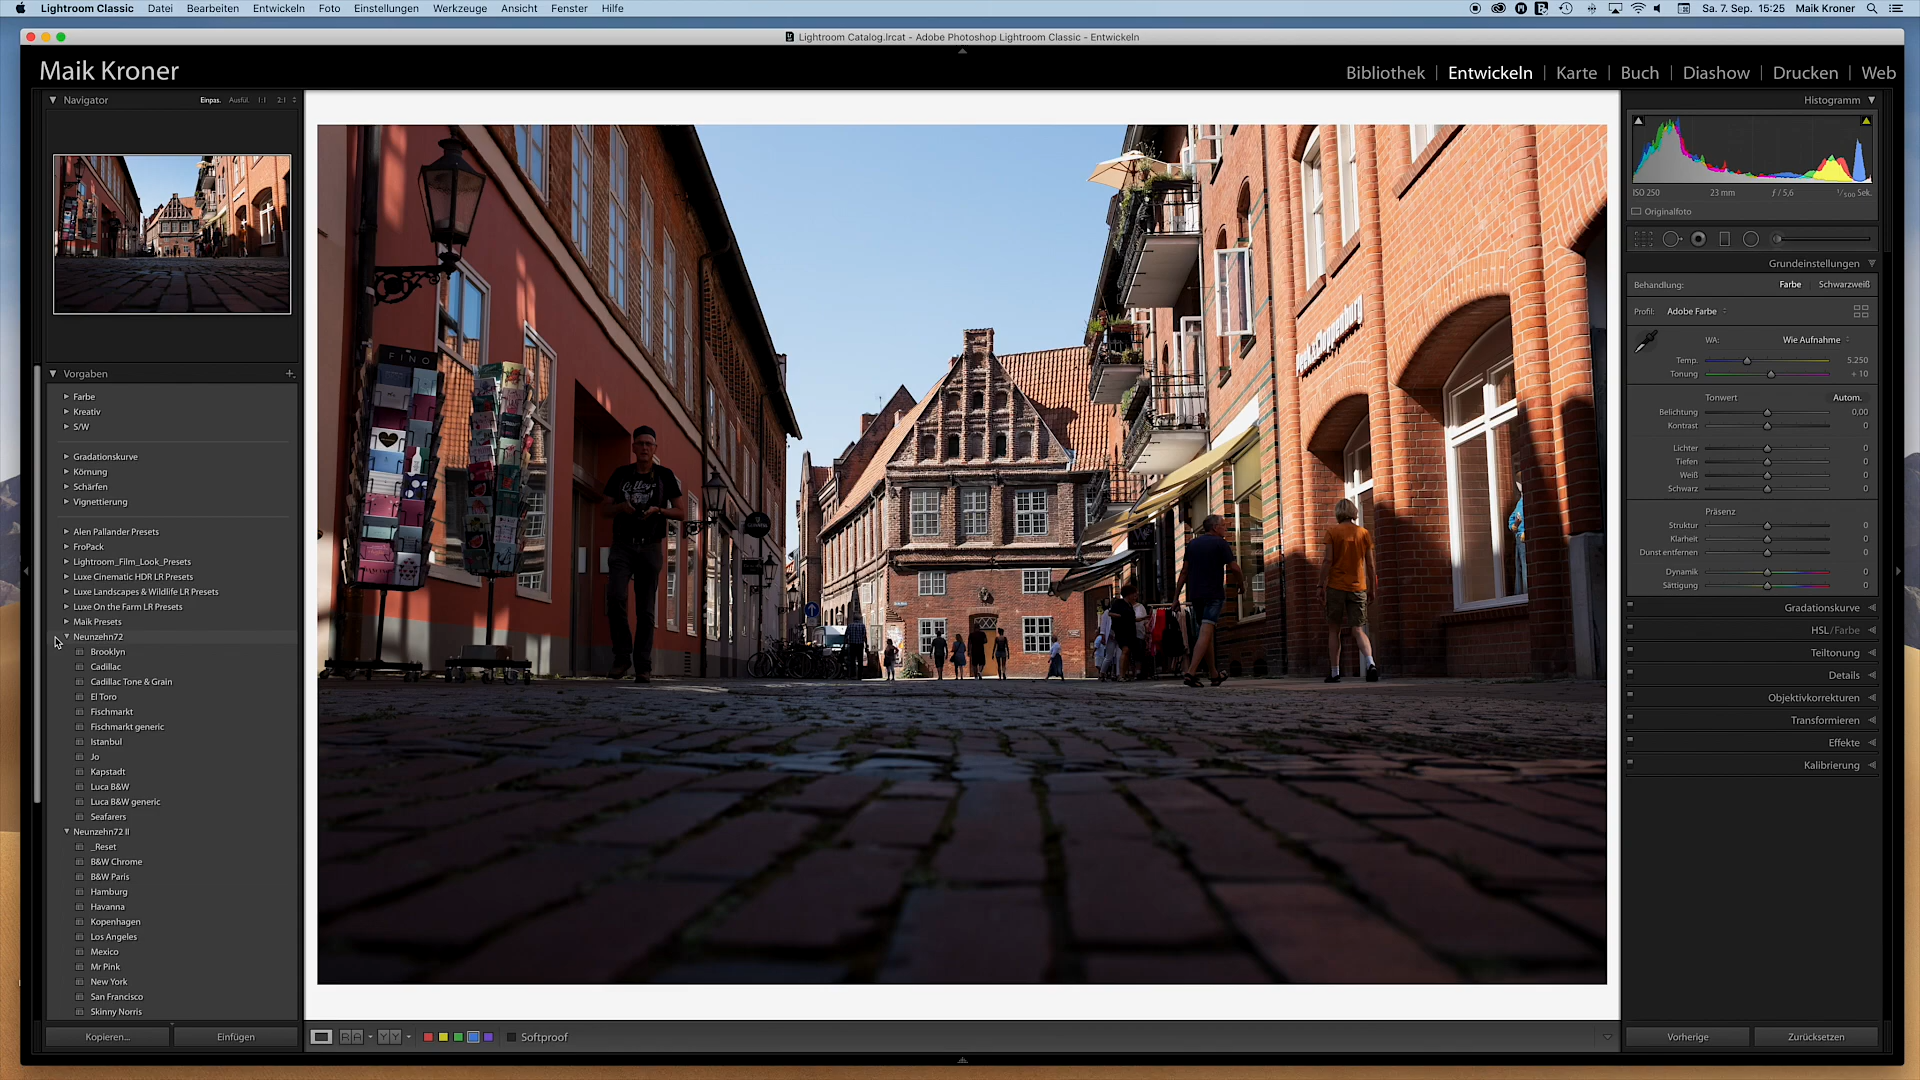 Lightroom Classic Datei Bearbeiten Entwickeln Foto Einstellungen Werkzeuge Ansicht Fenster Hilfe
Sa. 7. Sep. 15:25 Maik Kroner
Lightroom Catalog.lrcat - Adobe Photoshop Lightroom Classic - Entwickeln
Maik Kroner
Bibliothek | Entwickeln | Karte | Buch | Diashow | Drucken | Web
Navigator Einpas. Ausfül. 1:1 2:1
Vorgaben +
Farbe
Kreativ
S/W
Gradationskurve
Körnung
Schärfen
Vignettierung
Alen Pallander Presets
FroPack
Lightroom_Film_Look_Presets
Luxe Cinematic HDR LR Presets
Luxe Landscapes & Wildlife LR Presets
Luxe On the Farm LR Presets
Maik Presets
Neunzehn72
Brooklyn
Cadillac
Cadillac Tone & Grain
El Toro
Fischmarkt
Fischmarkt generic
Istanbul
Jo
Kapstadt
Luca B&W
Luca B&W generic
Seafarers
Neunzehn72 II
_Reset
B&W Chrome
B&W Paris
Hamburg
Havanna
Kopenhagen
Los Angeles
Mexico
Mr Pink
New York
San Francisco
Skinny Norris
Kopieren... Einfügen
FINO
College
Softproof
Histogramm
ISO 250 23 mm ƒ / 5,6 1/500 Sek.
Originalfoto
Grundeinstellungen
Behandlung: Farbe Schwarzweiß
Profil: Adobe Farbe
WA: Wie Aufnahme
Temp. 5.250
Tonung + 10
Tonwert Autom.
Belichtung 0,00
Kontrast 0
Lichter 0
Tiefen 0
Weiß 0
Schwarz 0
Präsenz
Struktur 0
Klarheit 0
Dunst entfernen 0
Dynamik 0
Sättigung 0
Gradationskurve
HSL / Farbe
Teiltonung
Details
Objektivkorrekturen
Transformieren
Effekte
Kalibrierung
Vorherige Zurücksetzen